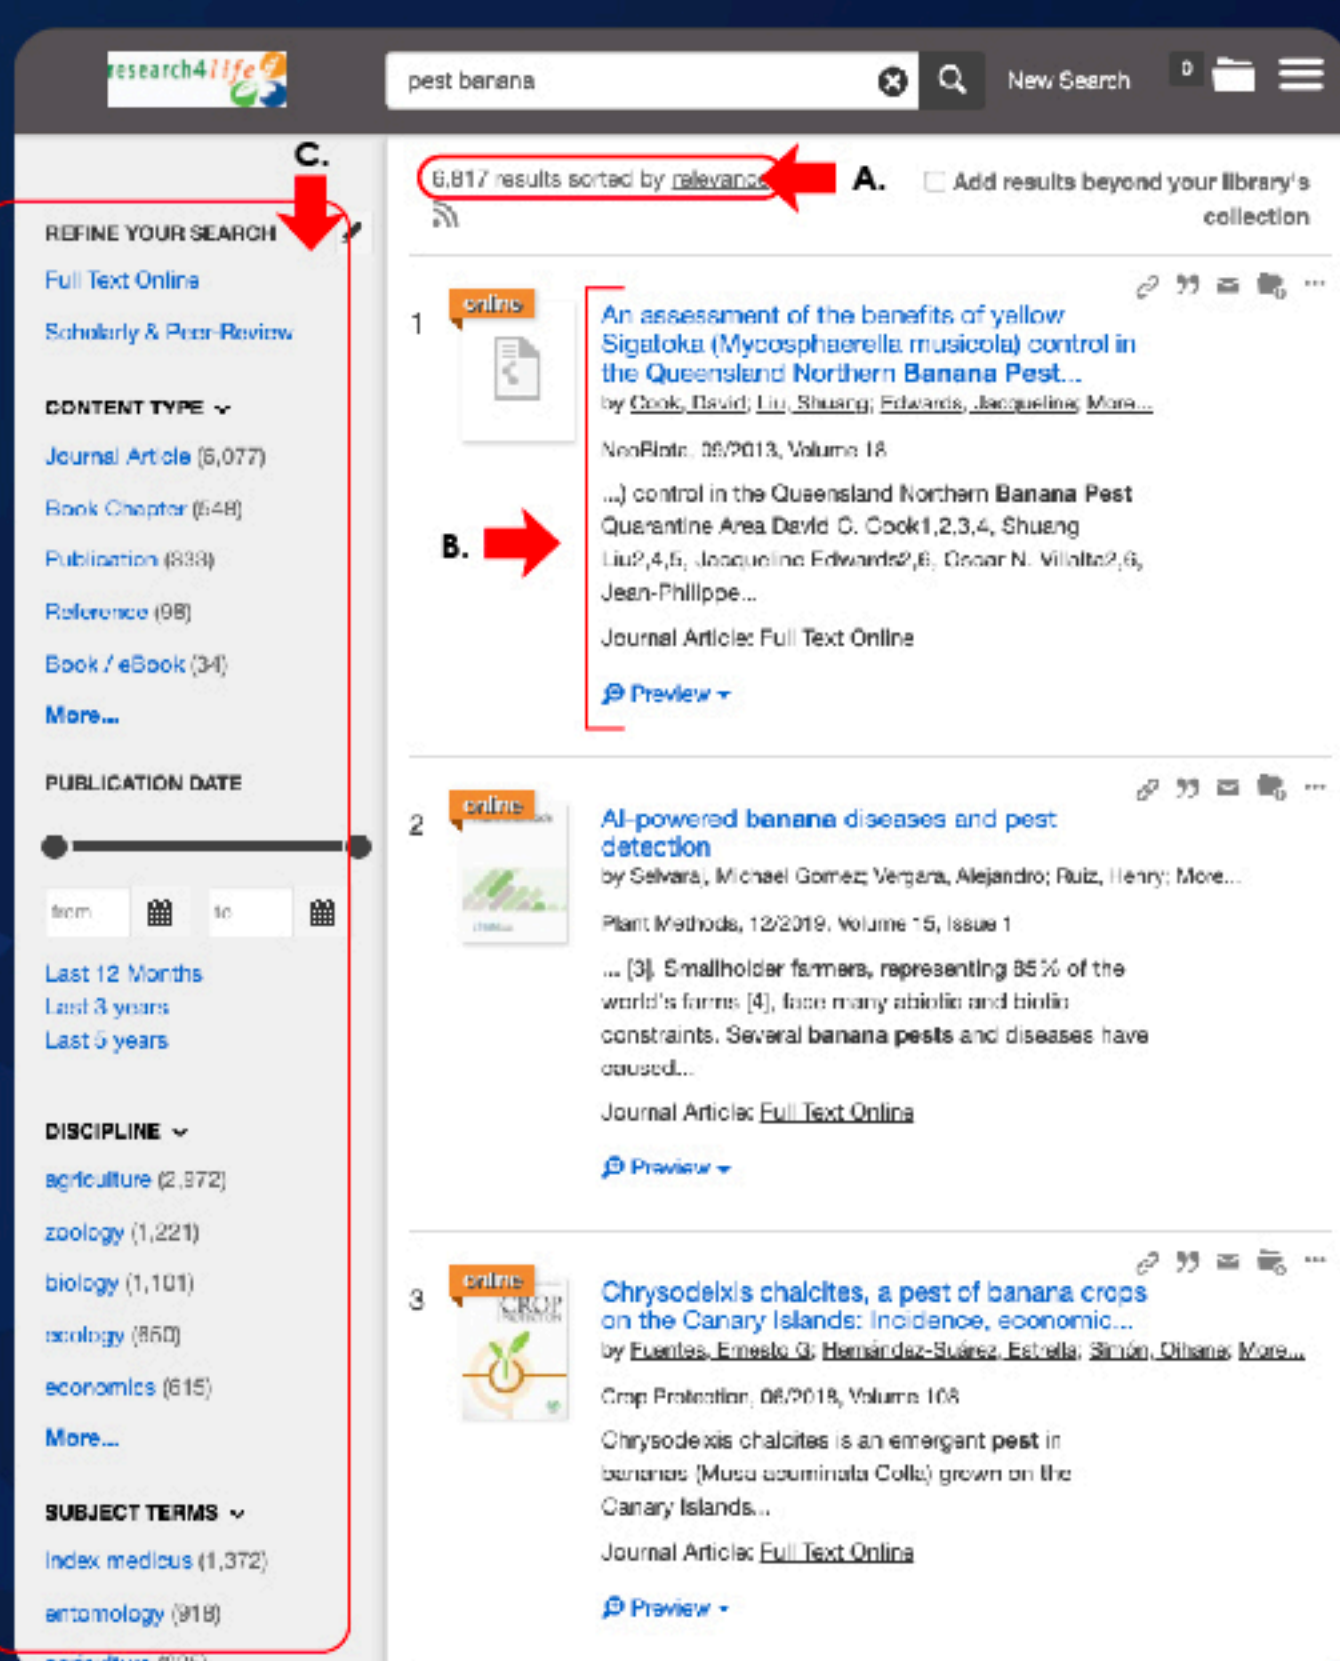 research4life
pest banana
New Search
0
C.
6,817 results sorted by relevance
A.
Add results beyond your library's
collection
REFINE YOUR SEARCH
Full Text Online
Scholarly & Peer-Review
CONTENT TYPE
Journal Article (6,077)
Book Chapter (548)
Publication (333)
Reference (98)
Book / eBook (34)
More...
PUBLICATION DATE
from
to
Last 12 Months
Last 3 years
Last 5 years
DISCIPLINE
agriculture (2,972)
zoology (1,221)
biology (1,101)
ecology (850)
economics (615)
More...
SUBJECT TERMS
index medicus (1,372)
entomology (918)
1
online
An assessment of the benefits of yellow
Sigatoka (Mycosphaerella musicola) control in
the Queensland Northern Banana Pest...
by Cook, David; Liu, Shuang; Edwards, Jacqueline; More...
NeoBiota, 09/2013, Volume 18
...) control in the Queensland Northern Banana Pest
Quarantine Area David C. Cook1,2,3,4, Shuang
Liu2,4,5, Jacqueline Edwards2,6, Oscar N. Villalta2,6,
Jean-Philippe...
B.
Journal Article: Full Text Online
Preview
2
online
AI-powered banana diseases and pest
detection
by Selvaraj, Michael Gomez; Vergara, Alejandro; Ruiz, Henry; More...
Plant Methods, 12/2019, Volume 15, Issue 1
... [3]. Smallholder farmers, representing 85% of the
world's farms [4], face many abiotic and biotic
constraints. Several banana pests and diseases have
caused...
Journal Article: Full Text Online
Preview
3
online
CROP
PROTECTION
Chrysodeixis chalcites, a pest of banana crops
on the Canary Islands: Incidence, economic...
by Fuentes, Ernesto G; Hernández-Suárez, Estrella; Simón, Oihana; More...
Crop Protection, 06/2018, Volume 108
Chrysodeixis chalcites is an emergent pest in
bananas (Musa acuminata Colla) grown on the
Canary Islands...
Journal Article: Full Text Online
Preview